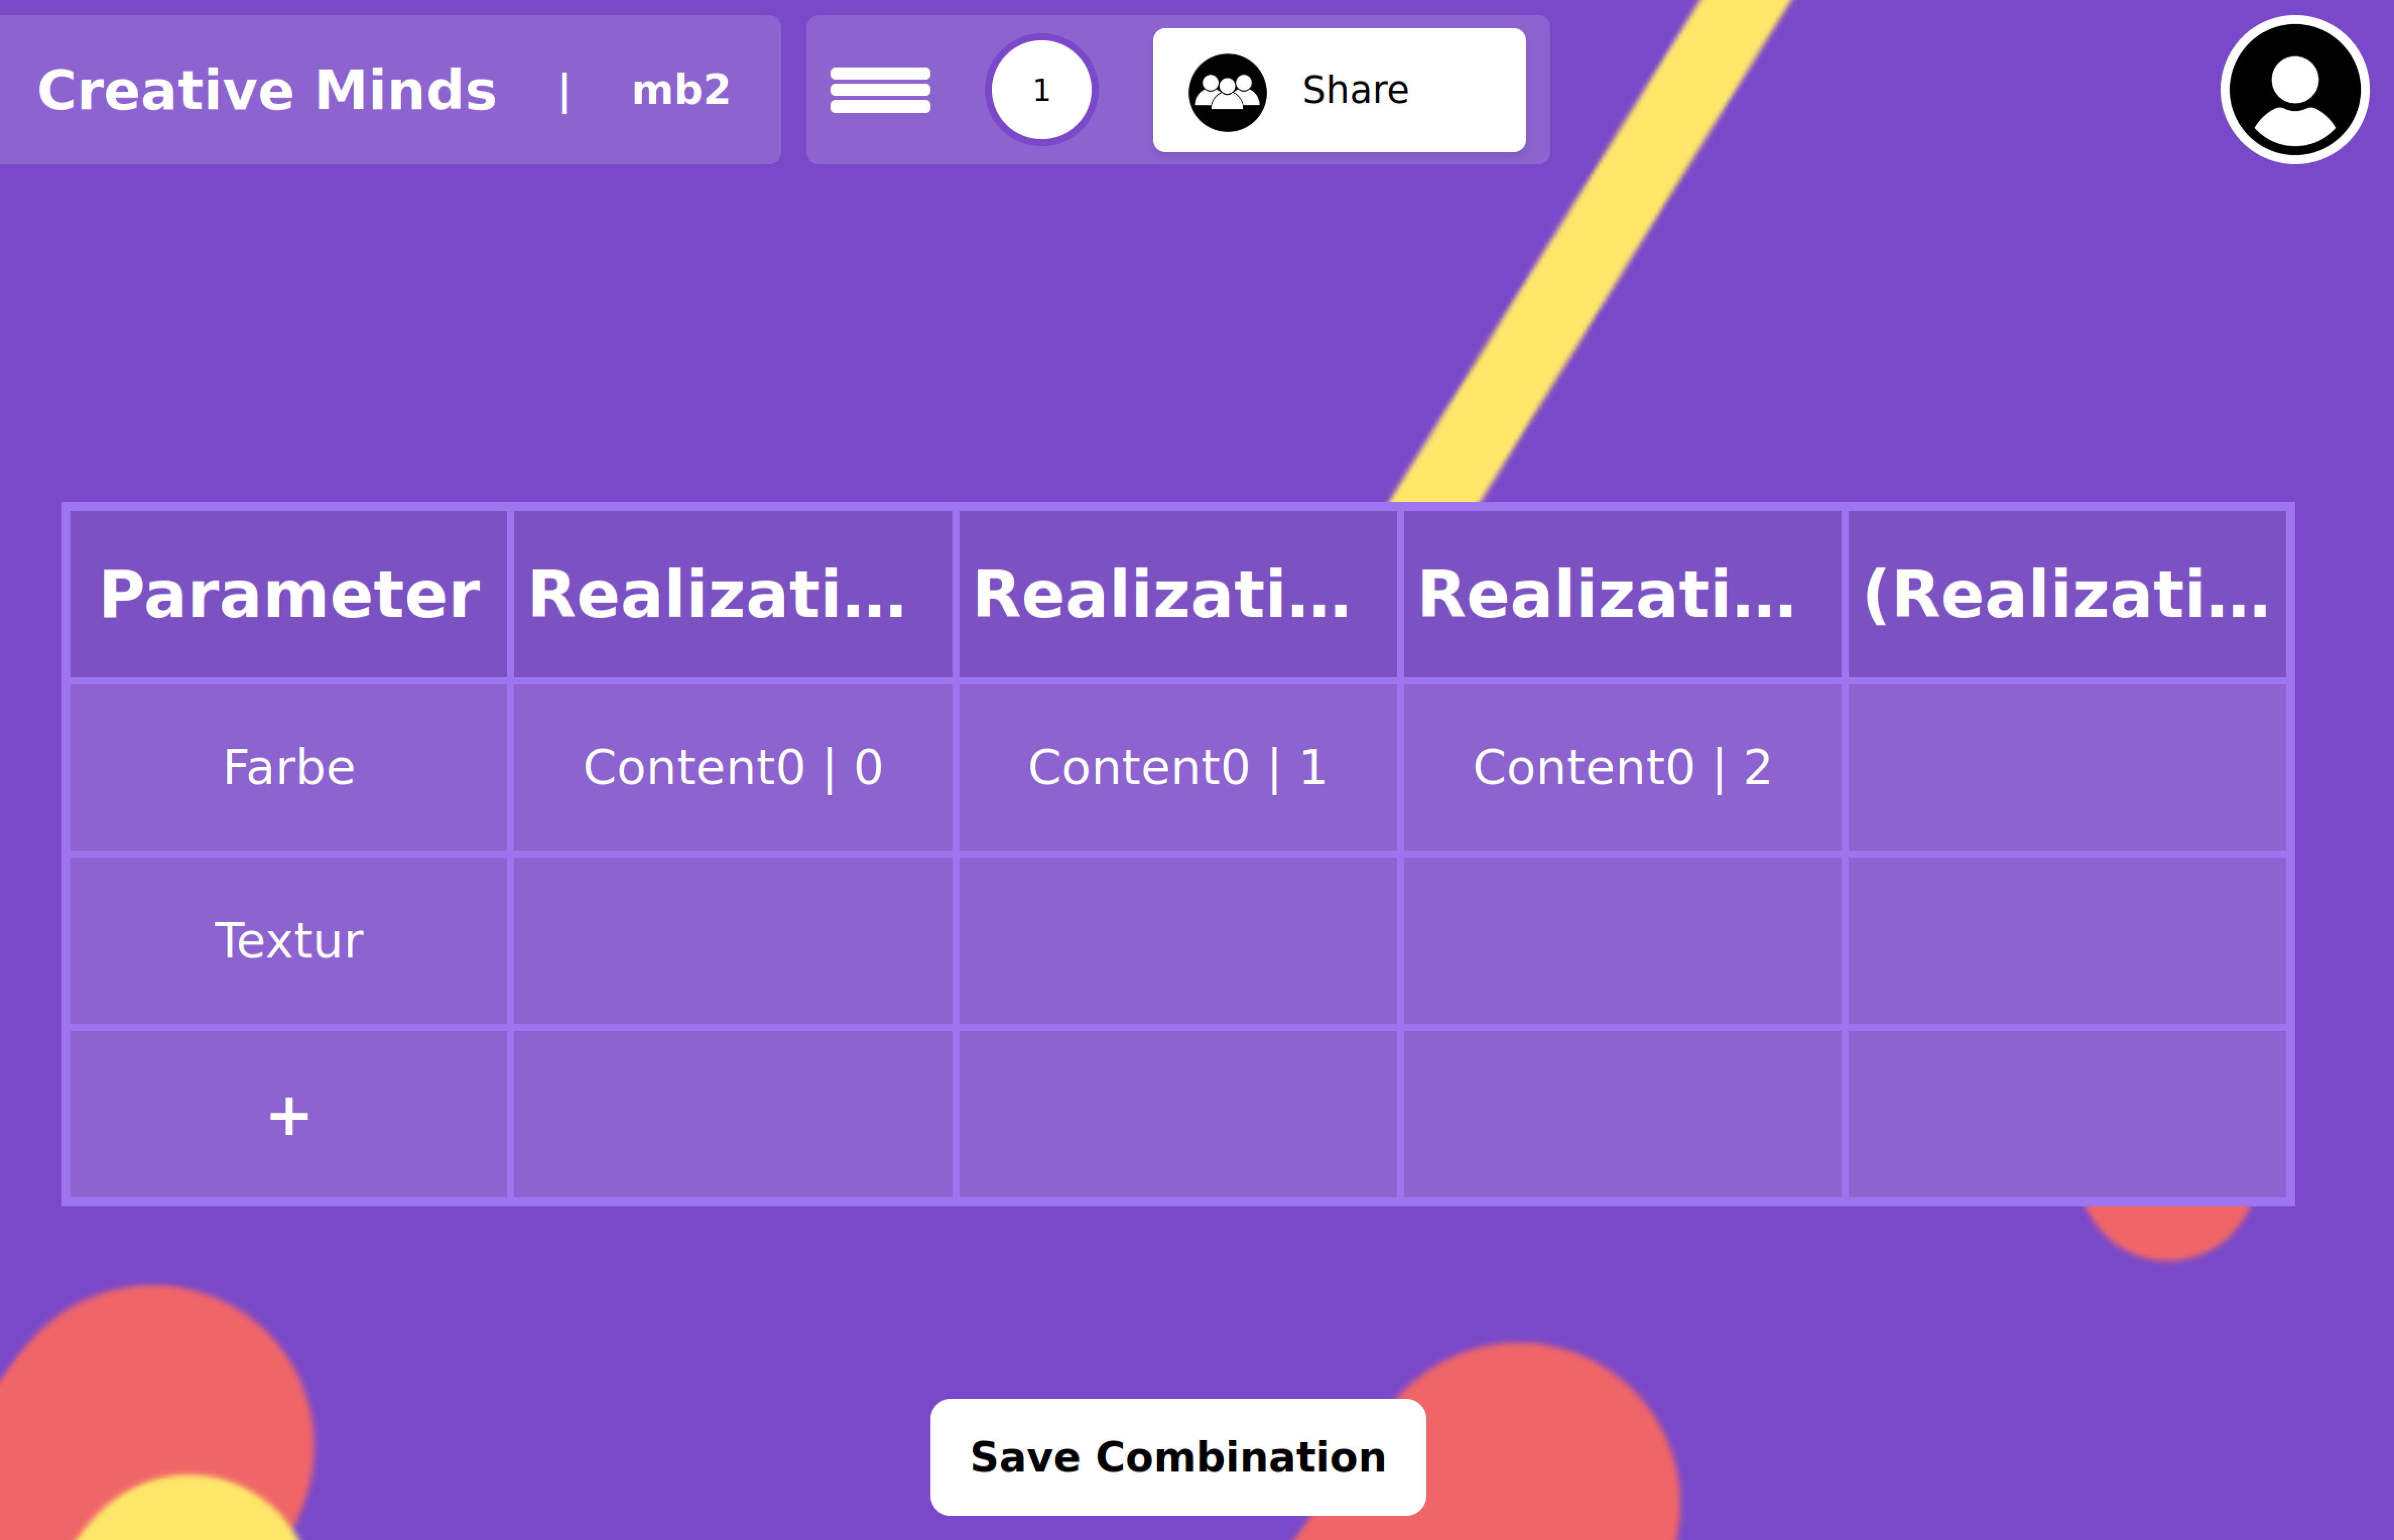 Creative Minds | mb2
1
Share
Parameter Realizati... Realizati... Realizati... (Realizati...
Farbe Content0 | 0 Content0 | 1 Content0 | 2
Textur
+
Save Combination